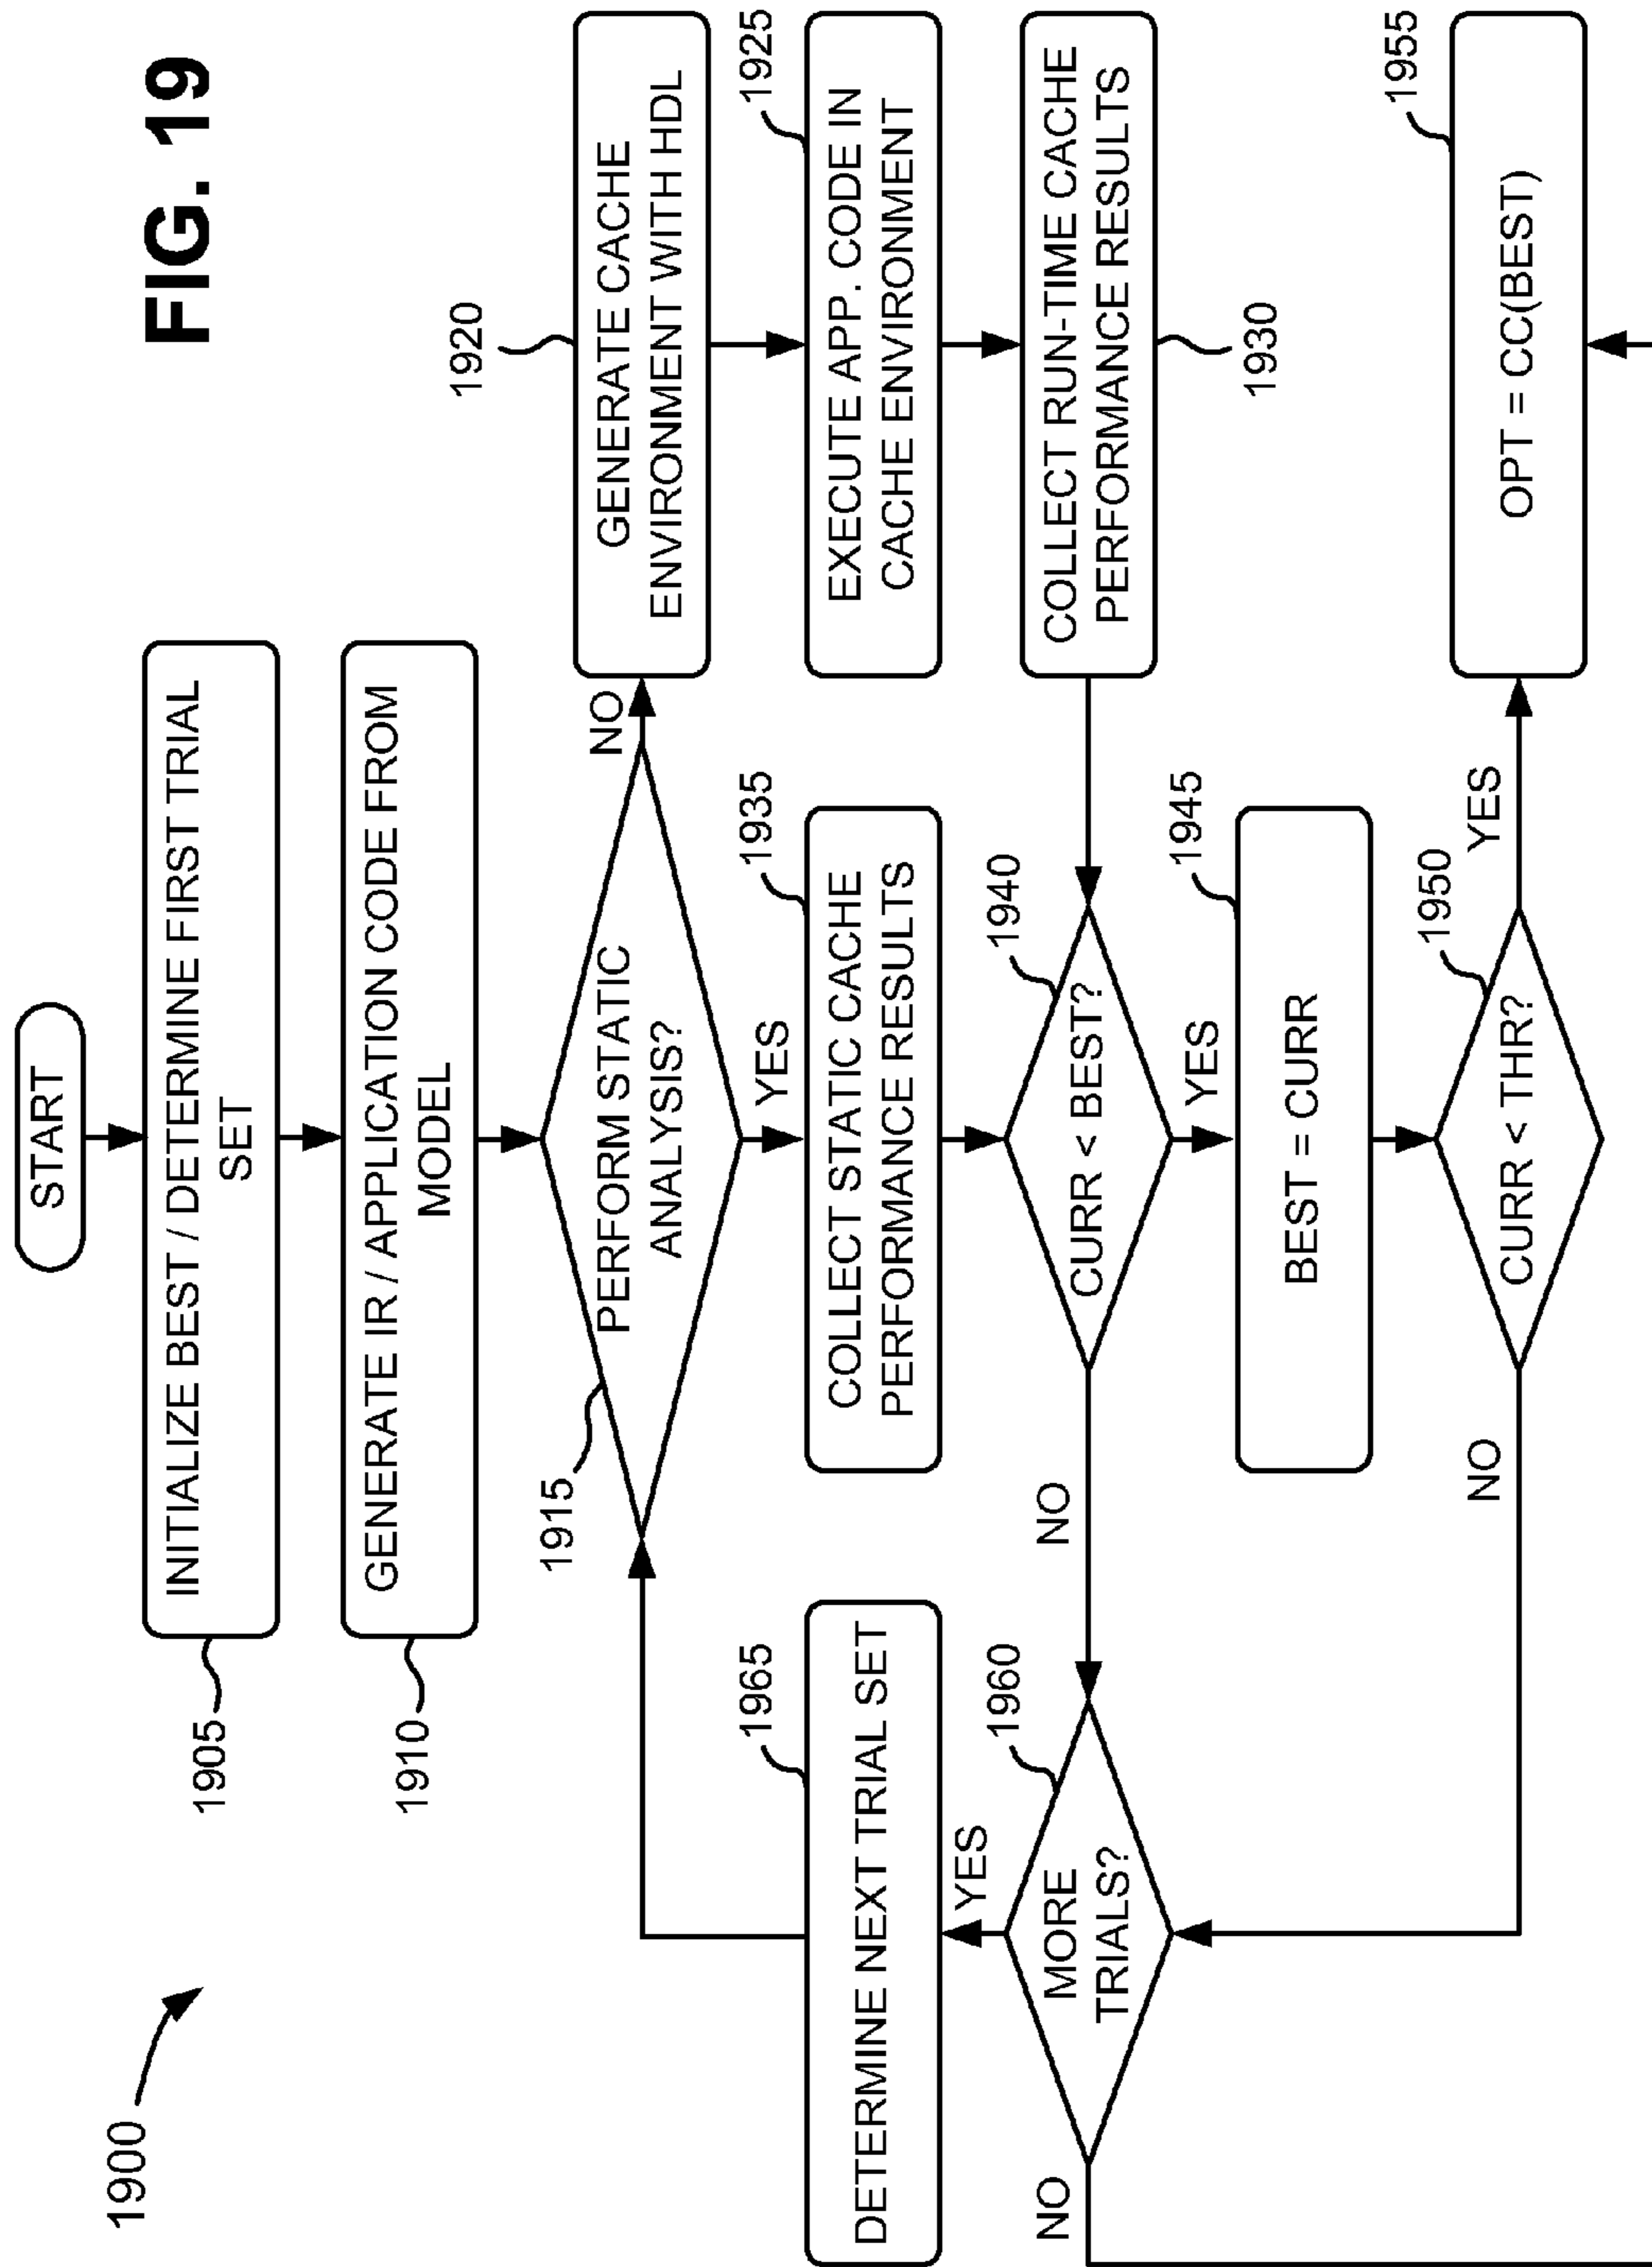 FIG. 19
1900
START
1905
INITIALIZE BEST / DETERMINE FIRST TRIAL
SET
1910
GENERATE IR / APPLICATION CODE FROM
MODEL
1915
PERFORM STATIC
ANALYSIS?
NO
YES
1920
GENERATE CACHE
ENVIRONMENT WITH HDL
1925
EXECUTE APP. CODE IN
CACHE ENVIRONMENT
COLLECT RUN-TIME CACHE
PERFORMANCE RESULTS
1930
1935
COLLECT STATIC CACHE
PERFORMANCE RESULTS
1940
CURR < BEST?
NO
YES
1945
BEST = CURR
1950
CURR < THR?
YES
NO
1955
OPT = CC(BEST)
1960
MORE
TRIALS?
YES
NO
1965
DETERMINE NEXT TRIAL SET